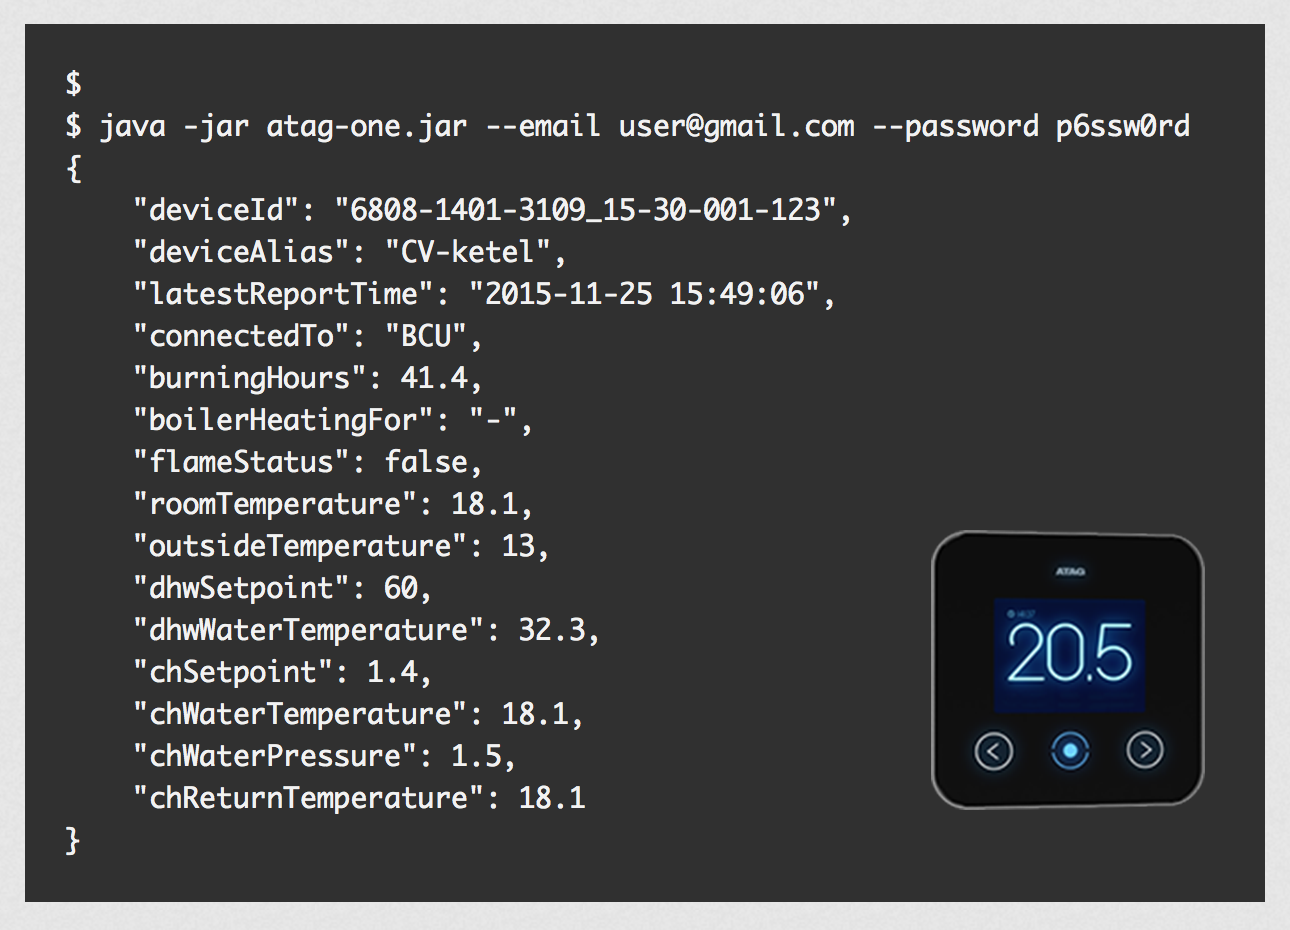 $
$ java -jar atag-one.jar --email user@gmail.com --password p6ssw0rd
{
    "deviceId": "6808-1401-3109_15-30-001-123",
    "deviceAlias": "CV-ketel",
    "latestReportTime": "2015-11-25 15:49:06",
    "connectedTo": "BCU",
    "burningHours": 41.4,
    "boilerHeatingFor": "-",
    "flameStatus": false,
    "roomTemperature": 18.1,
    "outsideTemperature": 13,
    "dhwSetpoint": 60,
    "dhwWaterTemperature": 32.3,
    "chSetpoint": 1.4,
    "chWaterTemperature": 18.1,
    "chWaterPressure": 1.5,
    "chReturnTemperature": 18.1
}
ATAG
20.5